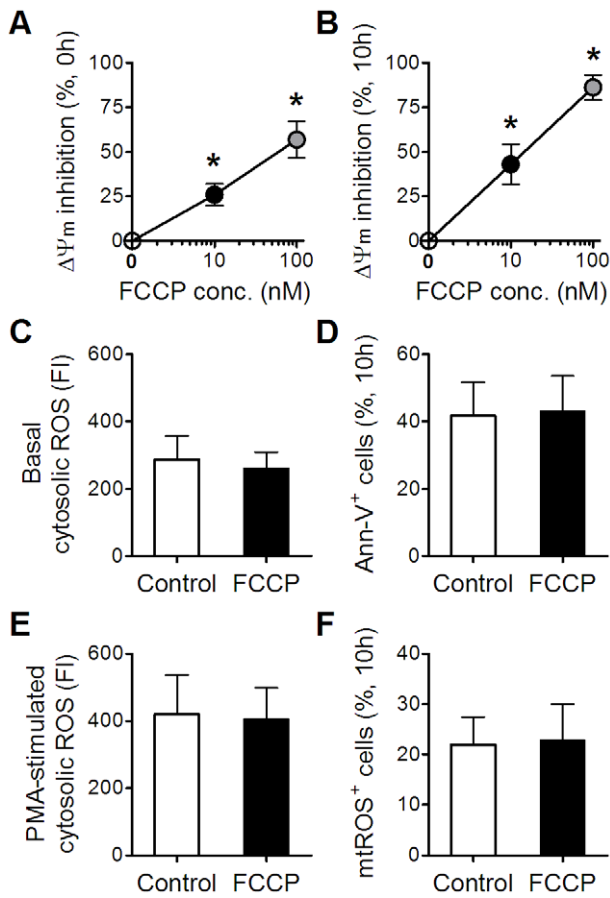 A
ΔΨm inhibition (%, 0h)
100
75
50
25
0
*
*
0
10
100
FCCP conc. (nM)
B
ΔΨm inhibition (%, 10h)
100
75
50
25
0
*
*
0
10
100
FCCP conc. (nM)
C
Basal
cytosolic ROS (FI)
600
400
200
0
Control
FCCP
D
Ann-V⁺ cells (%, 10h)
60
40
20
0
Control
FCCP
E
PMA-stimulated
cytosolic ROS (FI)
600
400
200
0
Control
FCCP
F
mtROS⁺ cells (%, 10h)
40
30
20
10
0
Control
FCCP